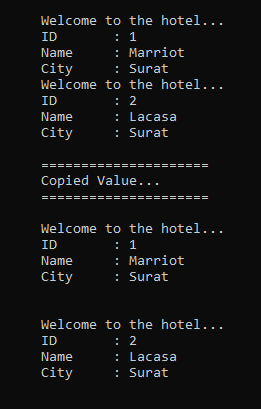 Welcome to the hotel...
ID      : 1
Name    : Marriot
City    : Surat
Welcome to the hotel...
ID      : 2
Name    : Lacasa
City    : Surat
=====================
Copied Value...
=====================
Welcome to the hotel...
ID      : 1
Name    : Marriot
City    : Surat
Welcome to the hotel...
ID      : 2
Name    : Lacasa
City    : Surat